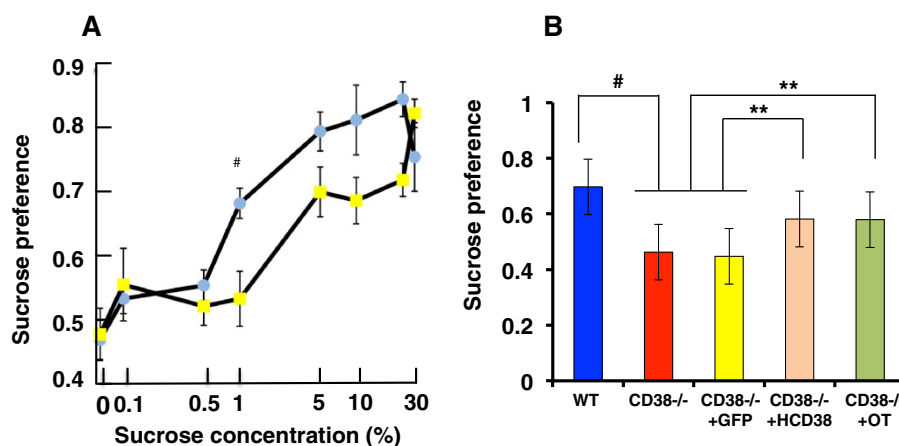 A
Sucrose preference
0.9
0.8
0.7
0.6
0.5
0.4
#
0 0.1 0.5 1 5 10 30
Sucrose concentration (%)
B
Sucrose preference
1
0.8
0.6
0.4
0.2
0
#
**
**
WT CD38-/- CD38-/- CD38-/- CD38-/
+GFP +HCD38 +OT